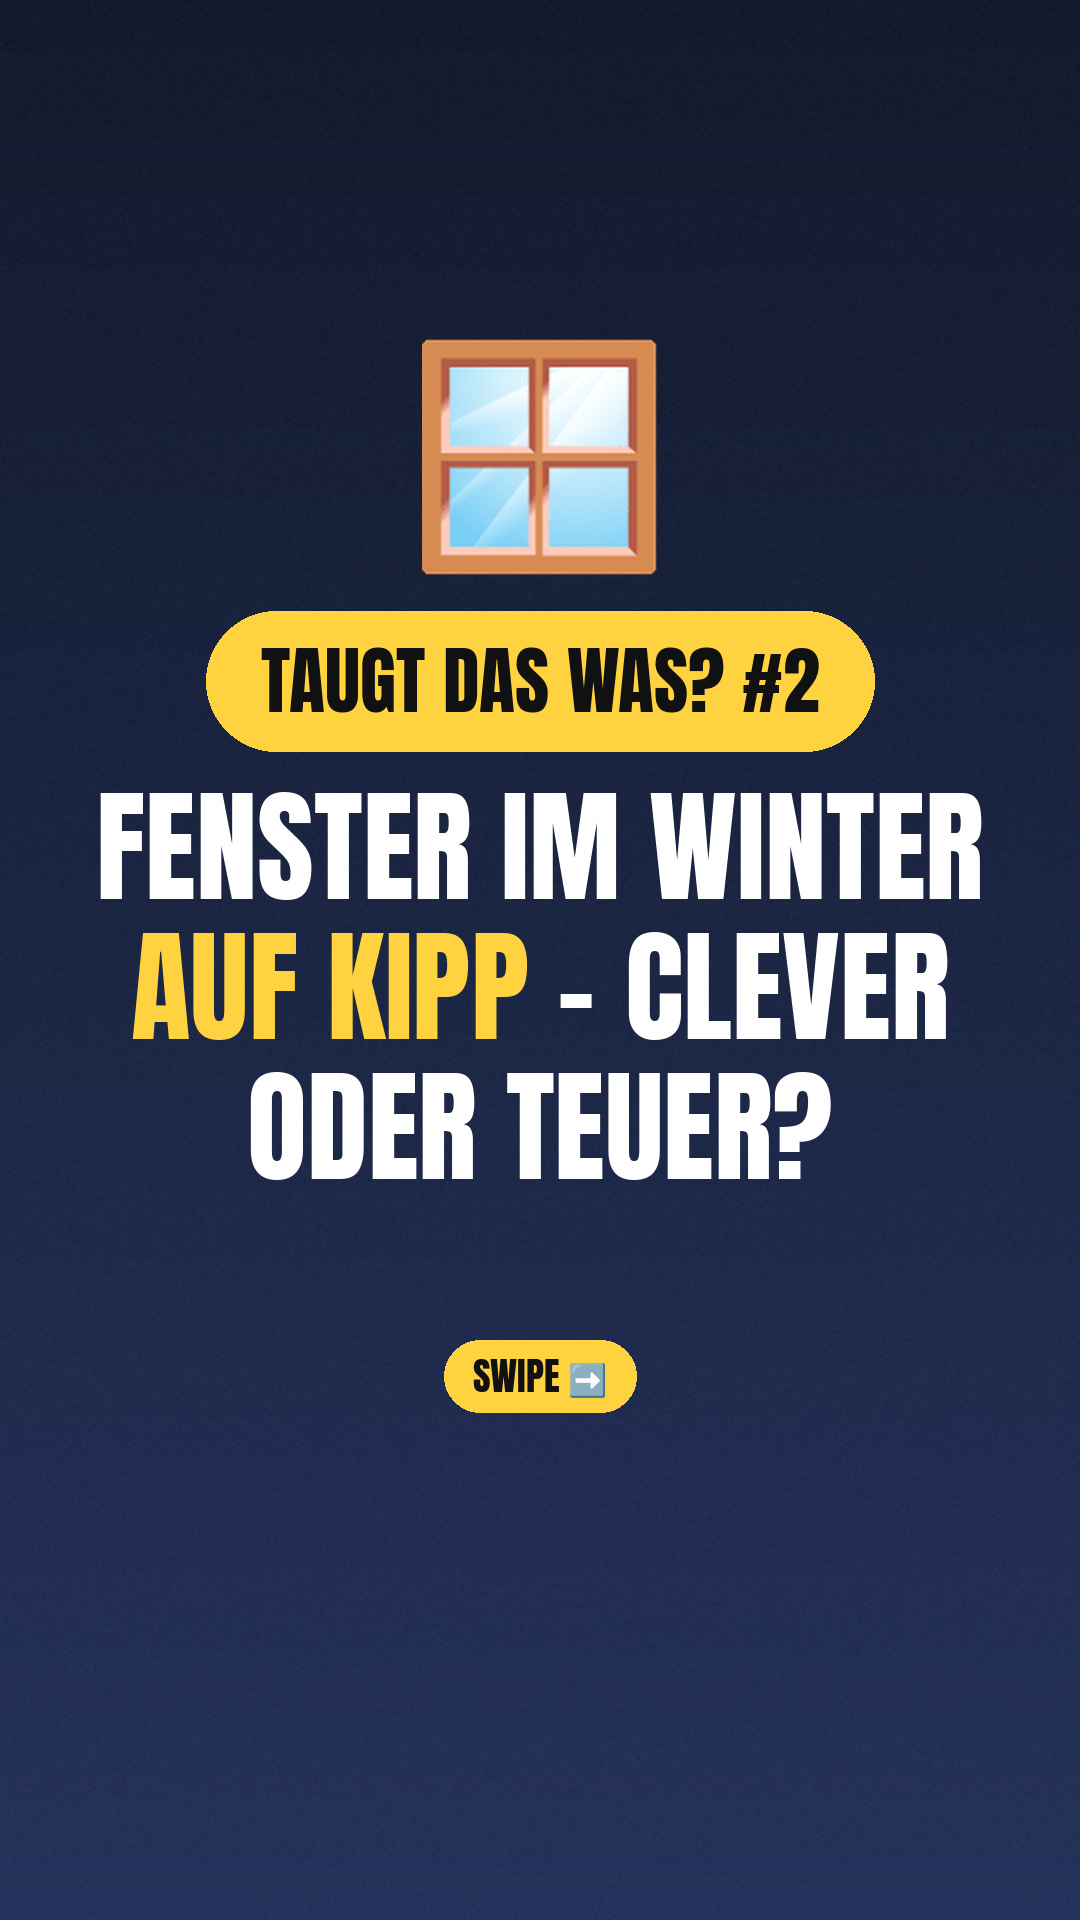 TAUGT DAS WAS? #2
FENSTER IM WINTER
AUF KIPP - CLEVER
ODER TEUER?
SWIPE ➡️